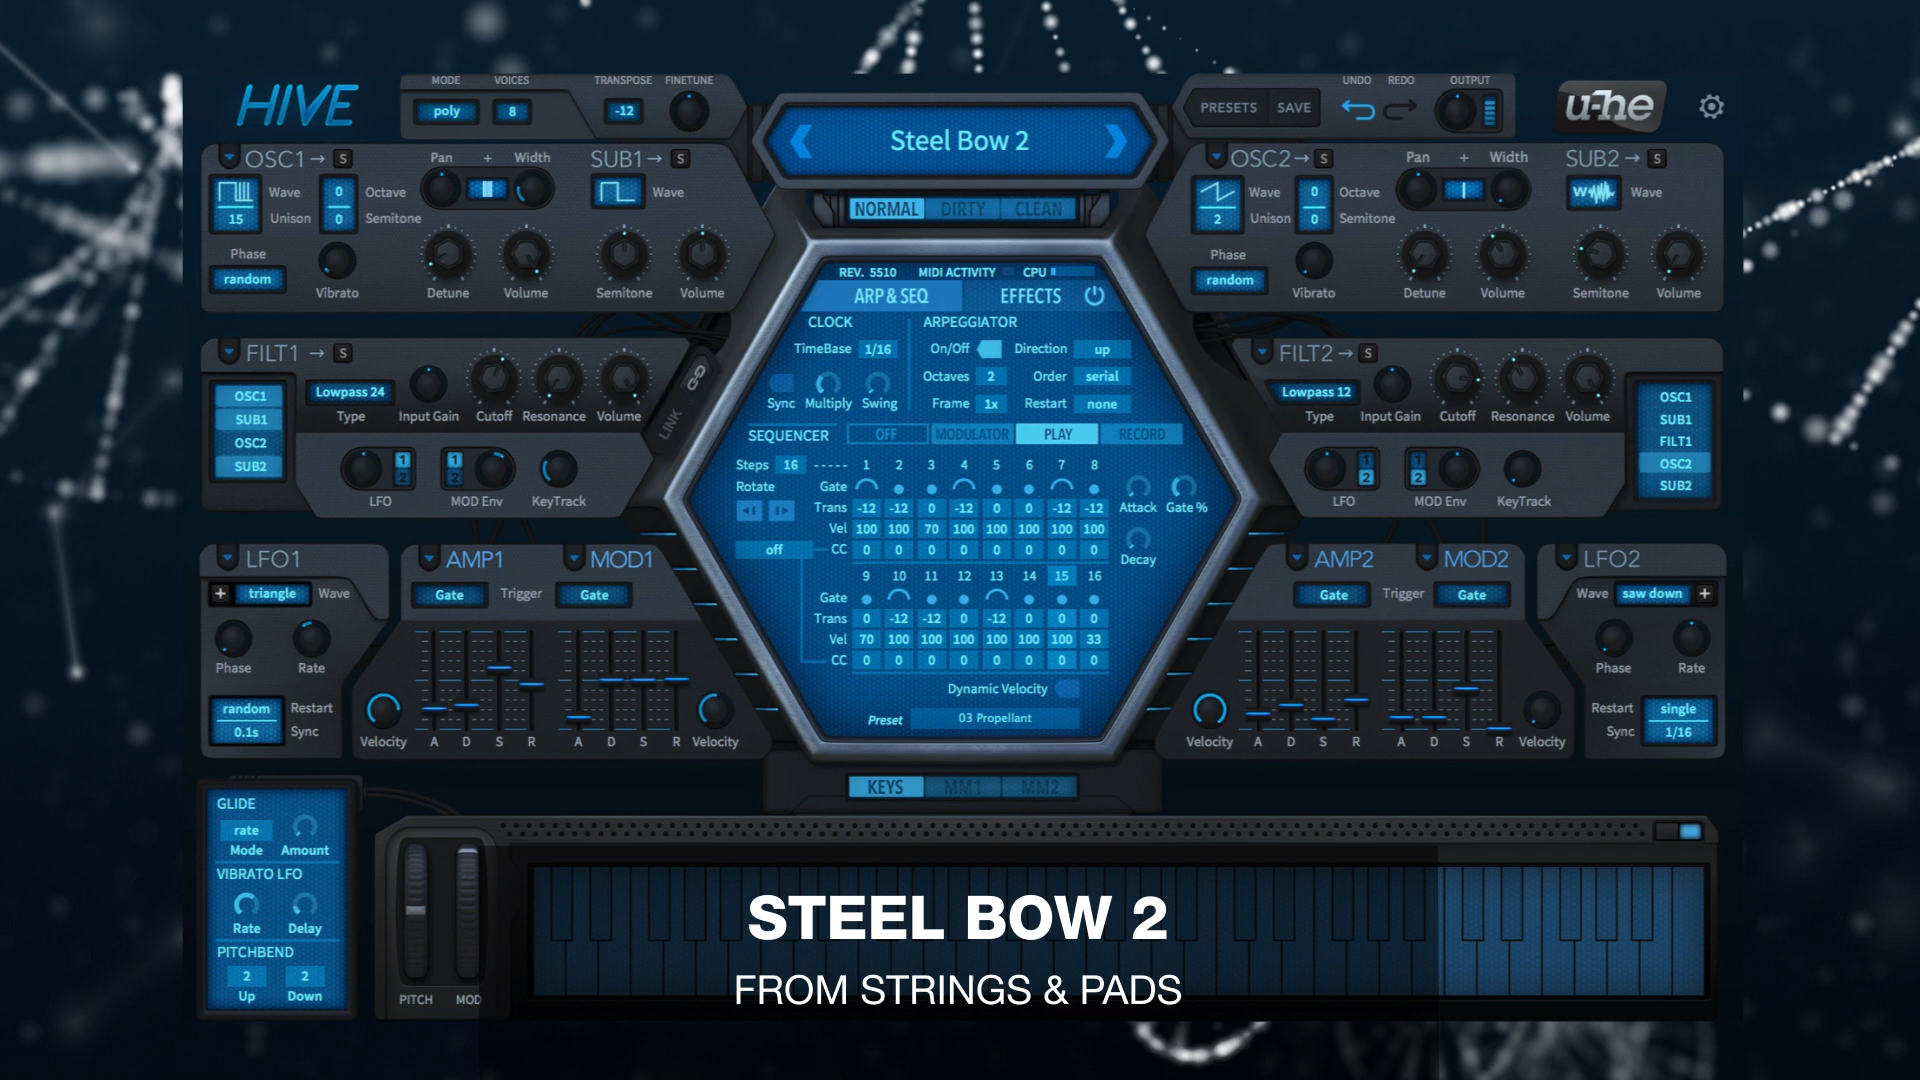 HIVE
MODE VOICES TRANSPOSE FINETUNE
poly 8 -12
Steel Bow 2
UNDO REDO OUTPUT
PRESETS SAVE
u-he
NORMAL DIRTY CLEAN
OSC1→ S Pan + Width SUB1→ S
Wave 0 Octave Wave
15 Unison 0 Semitone
Phase
random Vibrato Detune Volume Semitone Volume
OSC2→ S Pan + Width SUB2→ S
Wave 0 Octave W Wave
2 Unison 0 Semitone
Phase
random Vibrato Detune Volume Semitone Volume
FILT1 → S
OSC1
SUB1
OSC2
SUB2
Lowpass 24
Type Input Gain Cutoff Resonance Volume
1 1
2 2
LFO MOD Env KeyTrack
LINK
REV. 5510 MIDI ACTIVITY CPU
ARP & SEQ EFFECTS
CLOCK ARPEGGIATOR
TimeBase 1/16 On/Off Direction up
Octaves 2 Order serial
Sync Multiply Swing Frame 1x Restart none
SEQUENCER OFF MODULATOR PLAY RECORD
Steps 16 ----- 1 2 3 4 5 6 7 8
Rotate Gate
Trans -12 -12 0 -12 0 0 -12 -12 Attack Gate %
Vel 100 100 70 100 100 100 100 100
off CC 0 0 0 0 0 0 0 0
Decay
9 10 11 12 13 14 15 16
Gate
Trans 0 -12 -12 0 -12 0 0 0
Vel 70 100 100 100 100 100 100 33
CC 0 0 0 0 0 0 0 0
Dynamic Velocity
Preset 03 Propellant
FILT2→ S
Lowpass 12
Type Input Gain Cutoff Resonance Volume
1 1
2 2
LFO MOD Env KeyTrack
OSC1
SUB1
FILT1
OSC2
SUB2
LFO1
+ triangle Wave
Phase Rate
random Restart
0.1s Sync
AMP1 MOD1
Gate Trigger Gate
Velocity A D S R A D S R Velocity
AMP2 MOD2
Gate Trigger Gate
Velocity A D S R A D S R Velocity
LFO2
Wave saw down +
Phase Rate
Restart single
Sync 1/16
KEYS MM1 MM2
GLIDE
rate
Mode Amount
VIBRATO LFO
Rate Delay
PITCHBEND
2 2
Up Down
PITCH MOD
STEEL BOW 2
FROM STRINGS & PADS